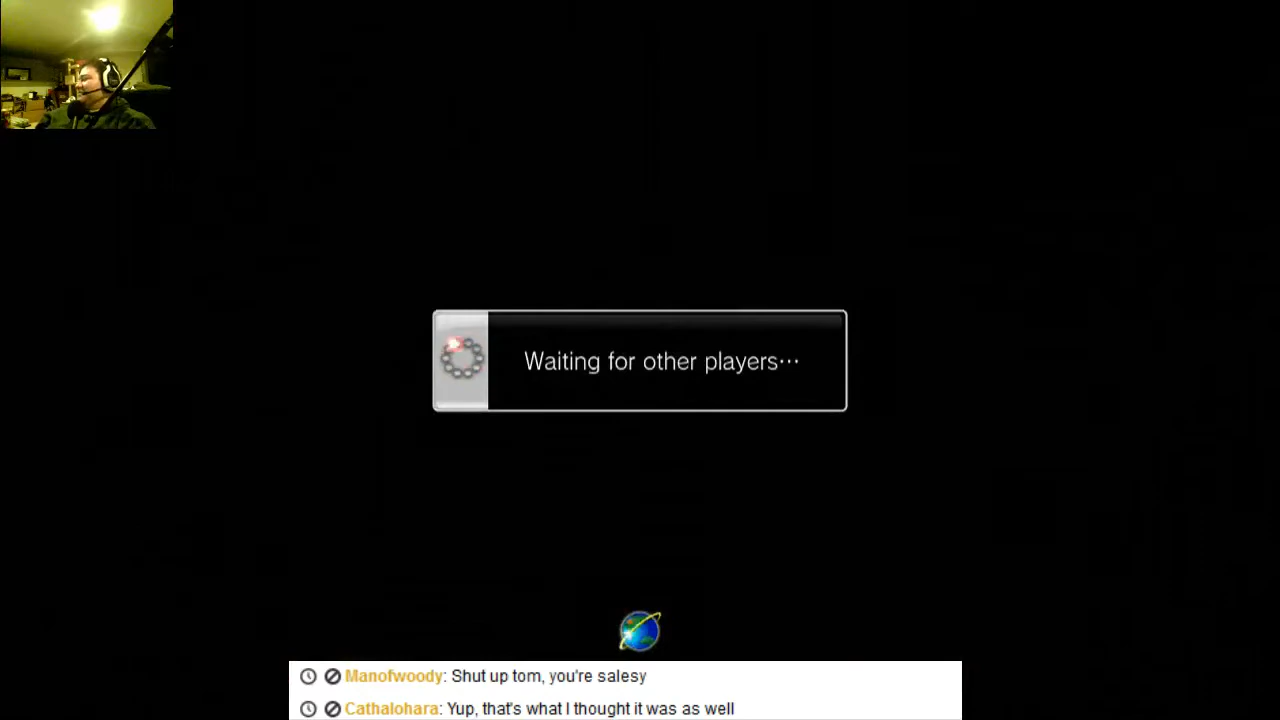 Waiting for other players···
Manofwoody: Shut up tom, you're salesy
Cathalohara: Yup, that's what I thought it was as well